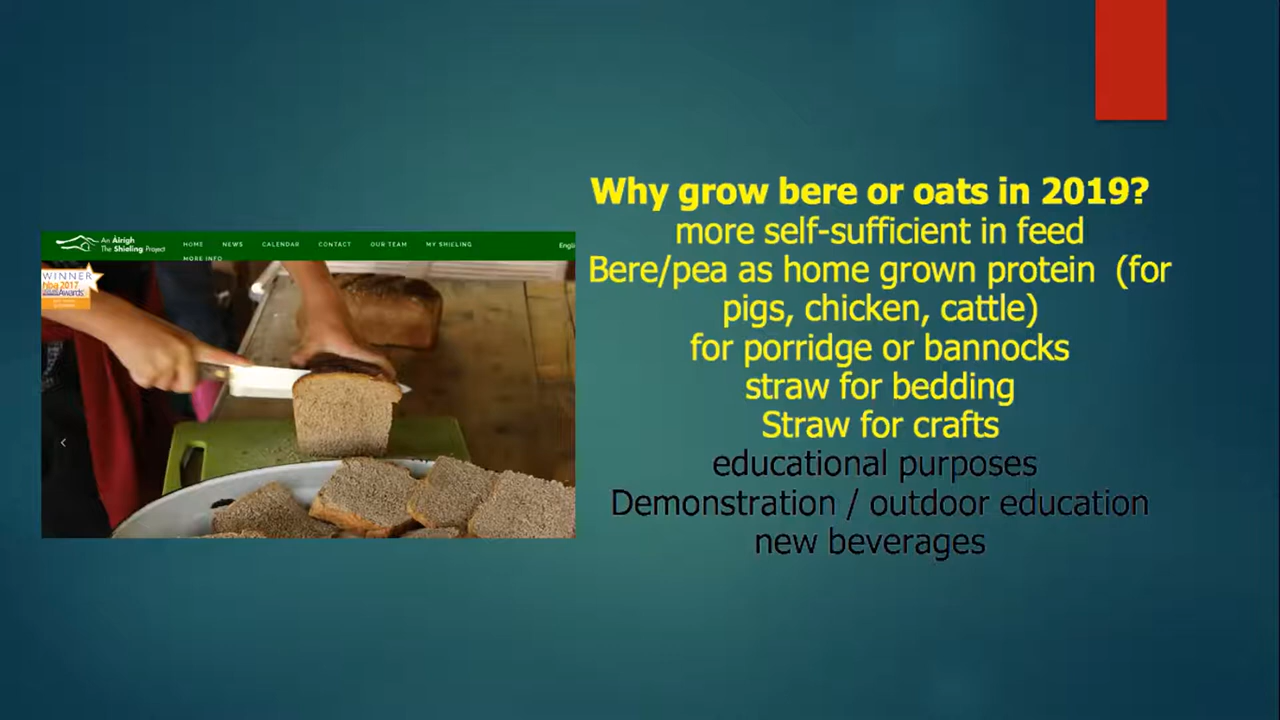 An Àirigh
The Shieling Project
HOME NEWS CALENDAR CONTACT OUR TEAM MY SHIELING
MORE INFO
WINNER
hbg 2017
Awards
Why grow bere or oats in 2019?
more self-sufficient in feed
Bere/pea as home grown protein (for
pigs, chicken, cattle)
for porridge or bannocks
straw for bedding
Straw for crafts
educational purposes
Demonstration / outdoor education
new beverages